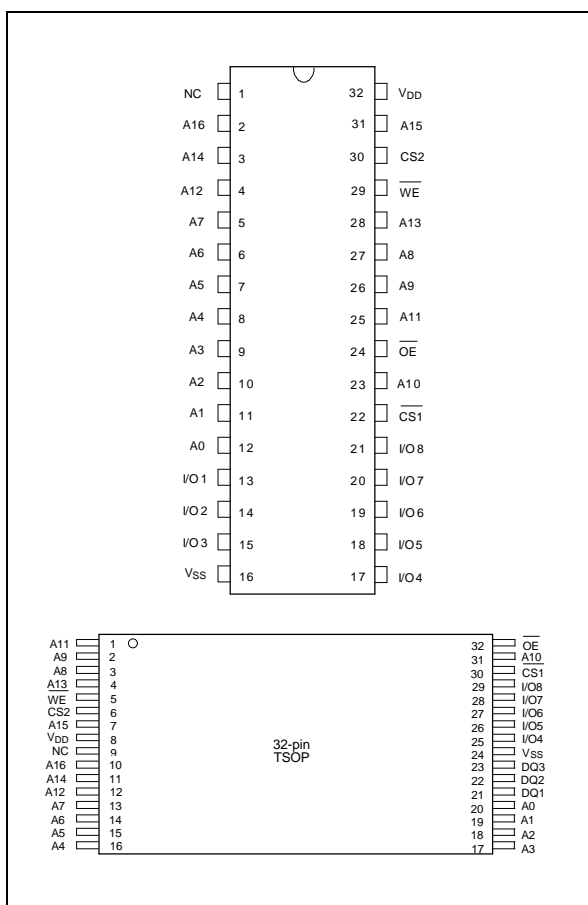 NC 1 32 VDD
A16 2 31 A15
A14 3 30 CS2
A12 4 29 WE
A7 5 28 A13
A6 6 27 A8
A5 7 26 A9
A4 8 25 A11
A3 9 24 OE
A2 10 23 A10
A1 11 22 CS1
A0 12 21 I/O8
I/O1 13 20 I/O7
I/O2 14 19 I/O6
I/O3 15 18 I/O5
VSS 16 17 I/O4
A11 1 32 OE
A9 2 31 A10
A8 3 30 CS1
A13 4 29 I/O8
WE 5 28 I/O7
CS2 6 27 I/O6
A15 7 26 I/O5
VDD 8 25 I/O4
NC 9 32-pin 24 VSS
A16 10 TSOP 23 DQ3
A14 11 22 DQ2
A12 12 21 DQ1
A7 13 20 A0
A6 14 19 A1
A5 15 18 A2
A4 16 17 A3